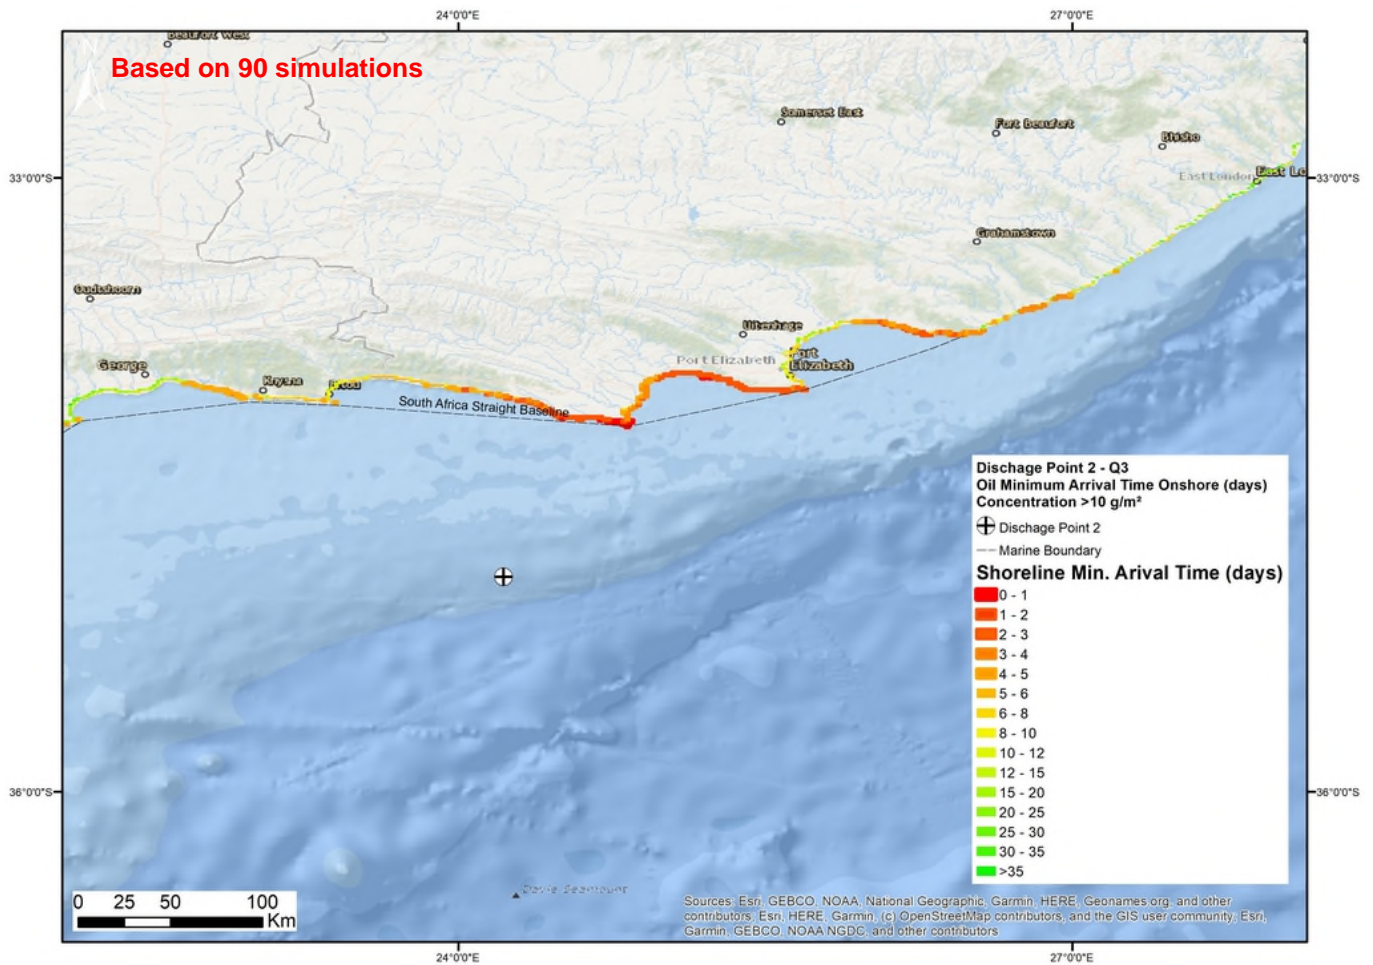 24°0'0"E
27°0'0"E
Beaufort West
Based on 90 simulations
Somerset East
Fort Beaufort
Bhisho
33°0'0"S
33°0'0"S
East London
East Lo
Grahamstown
Oudtshoorn
Uitenhage
Port Elizabeth
Port
Elizabeth
George
Knysna
South Africa Straight Baseline
Dischage Point 2 - Q3
Oil Minimum Arrival Time Onshore (days)
Concentration >10 g/m²
Dischage Point 2
Marine Boundary
Shoreline Min. Arival Time (days)
0 - 1
1 - 2
2 - 3
3 - 4
4 - 5
5 - 6
6 - 8
8 - 10
10 - 12
12 - 15
15 - 20
20 - 25
25 - 30
30 - 35
>35
36°0'0"S
36°0'0"S
Davie Seamount
0 25 50 100
Km
Sources: Esri, GEBCO, NOAA, National Geographic, Garmin, HERE, Geonames.org, and other
contributors, Esri, HERE, Garmin, (c) OpenStreetMap contributors, and the GIS user community, Esri,
Garmin, GEBCO, NOAA NGDC, and other contributors
24°0'0"E
27°0'0"E